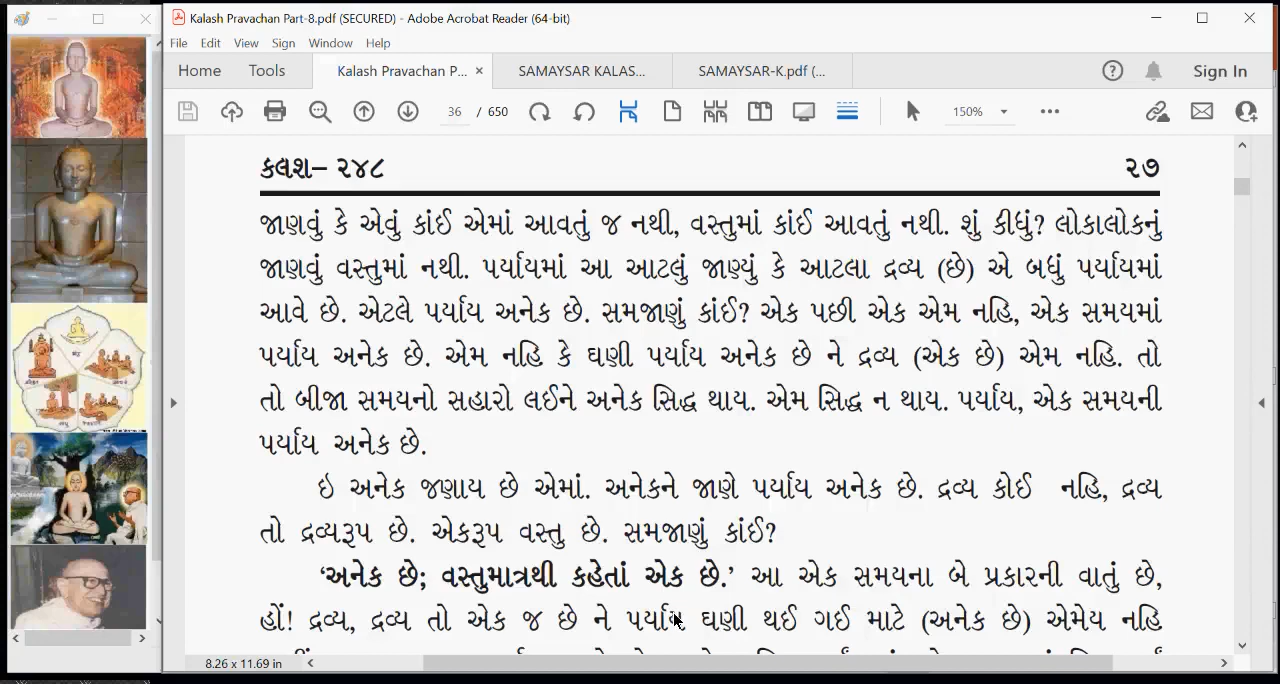 Kalash Pravachan Part-8.pdf (SECURED) - Adobe Acrobat Reader (64-bit)
File Edit View Sign Window Help
Home Tools Kalash Pravachan P... × SAMAYSAR KALAS... SAMAYSAR-K.pdf (... Sign In
36 / 650 150%
કલશ– ૨૪૮ ૨૭
જાણવું કે એવું કાંઈ એમાં આવતું જ નથી, વસ્તુમાં કાંઈ આવતું નથી. શું કીધું? લોકાલોકનું
જાણવું વસ્તુમાં નથી. પર્યાયમાં આ આટલું જાણ્યું કે આટલા દ્રવ્ય (છે) એ બધું પર્યાયમાં
આવે છે. એટલે પર્યાય અનેક છે. સમજાણું કાંઈ? એક પછી એક એમ નહિ, એક સમયમાં
પર્યાય અનેક છે. એમ નહિ કે ઘણી પર્યાય અનેક છે ને દ્રવ્ય (એક છે) એમ નહિ. તો
તો બીજા સમયનો સહારો લઈને અનેક સિદ્ધ થાય. એમ સિદ્ધ ન થાય. પર્યાય, એક સમયની
પર્યાય અનેક છે.
ઇ અનેક જણાય છે એમાં. અનેકને જાણે પર્યાય અનેક છે. દ્રવ્ય કોઈ નહિ, દ્રવ્ય
તો દ્રવ્યરૂપ છે. એકરૂપ વસ્તુ છે. સમજાણું કાંઈ?
‘અનેક છે; વસ્તુમાત્રથી કહેતાં એક છે.’ આ એક સમયના બે પ્રકારની વાતું છે,
હોં! દ્રવ્ય, દ્રવ્ય તો એક જ છે ને પર્યાય ઘણી થઈ ગઈ માટે (અનેક છે) એમેય નહિ
8.26 x 11.69 in